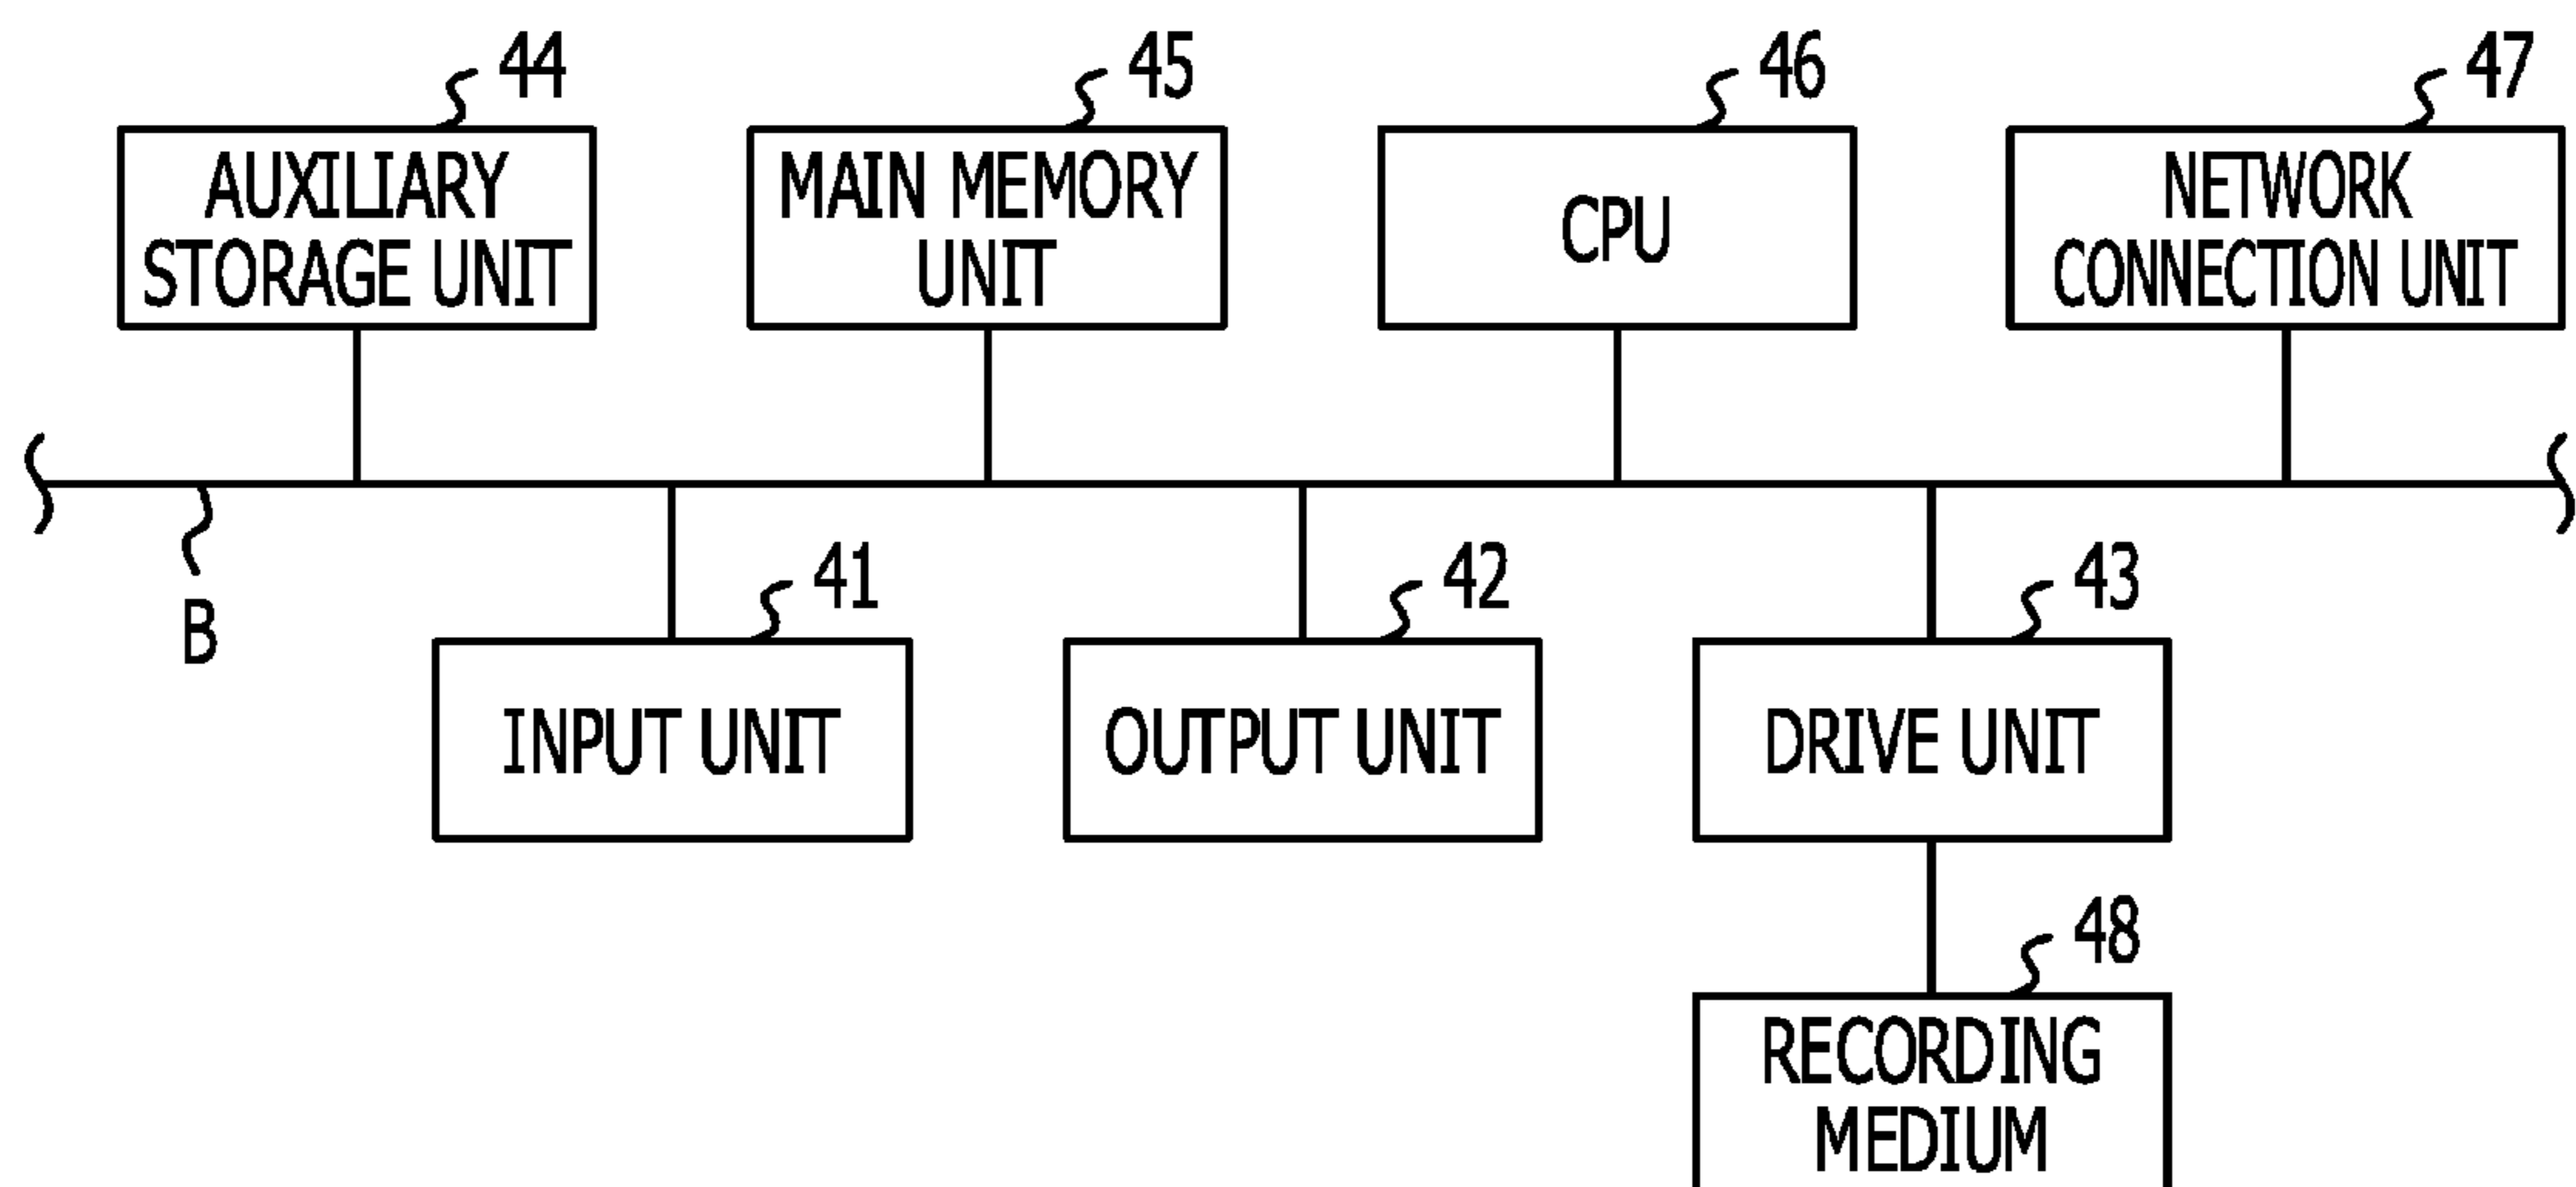 44
45
46
47
AUXILIARY
STORAGE UNIT
MAIN MEMORY
UNIT
CPU
NETWORK
CONNECTION UNIT
B
41
42
43
INPUT UNIT
OUTPUT UNIT
DRIVE UNIT
48
RECORDING
MEDIUM